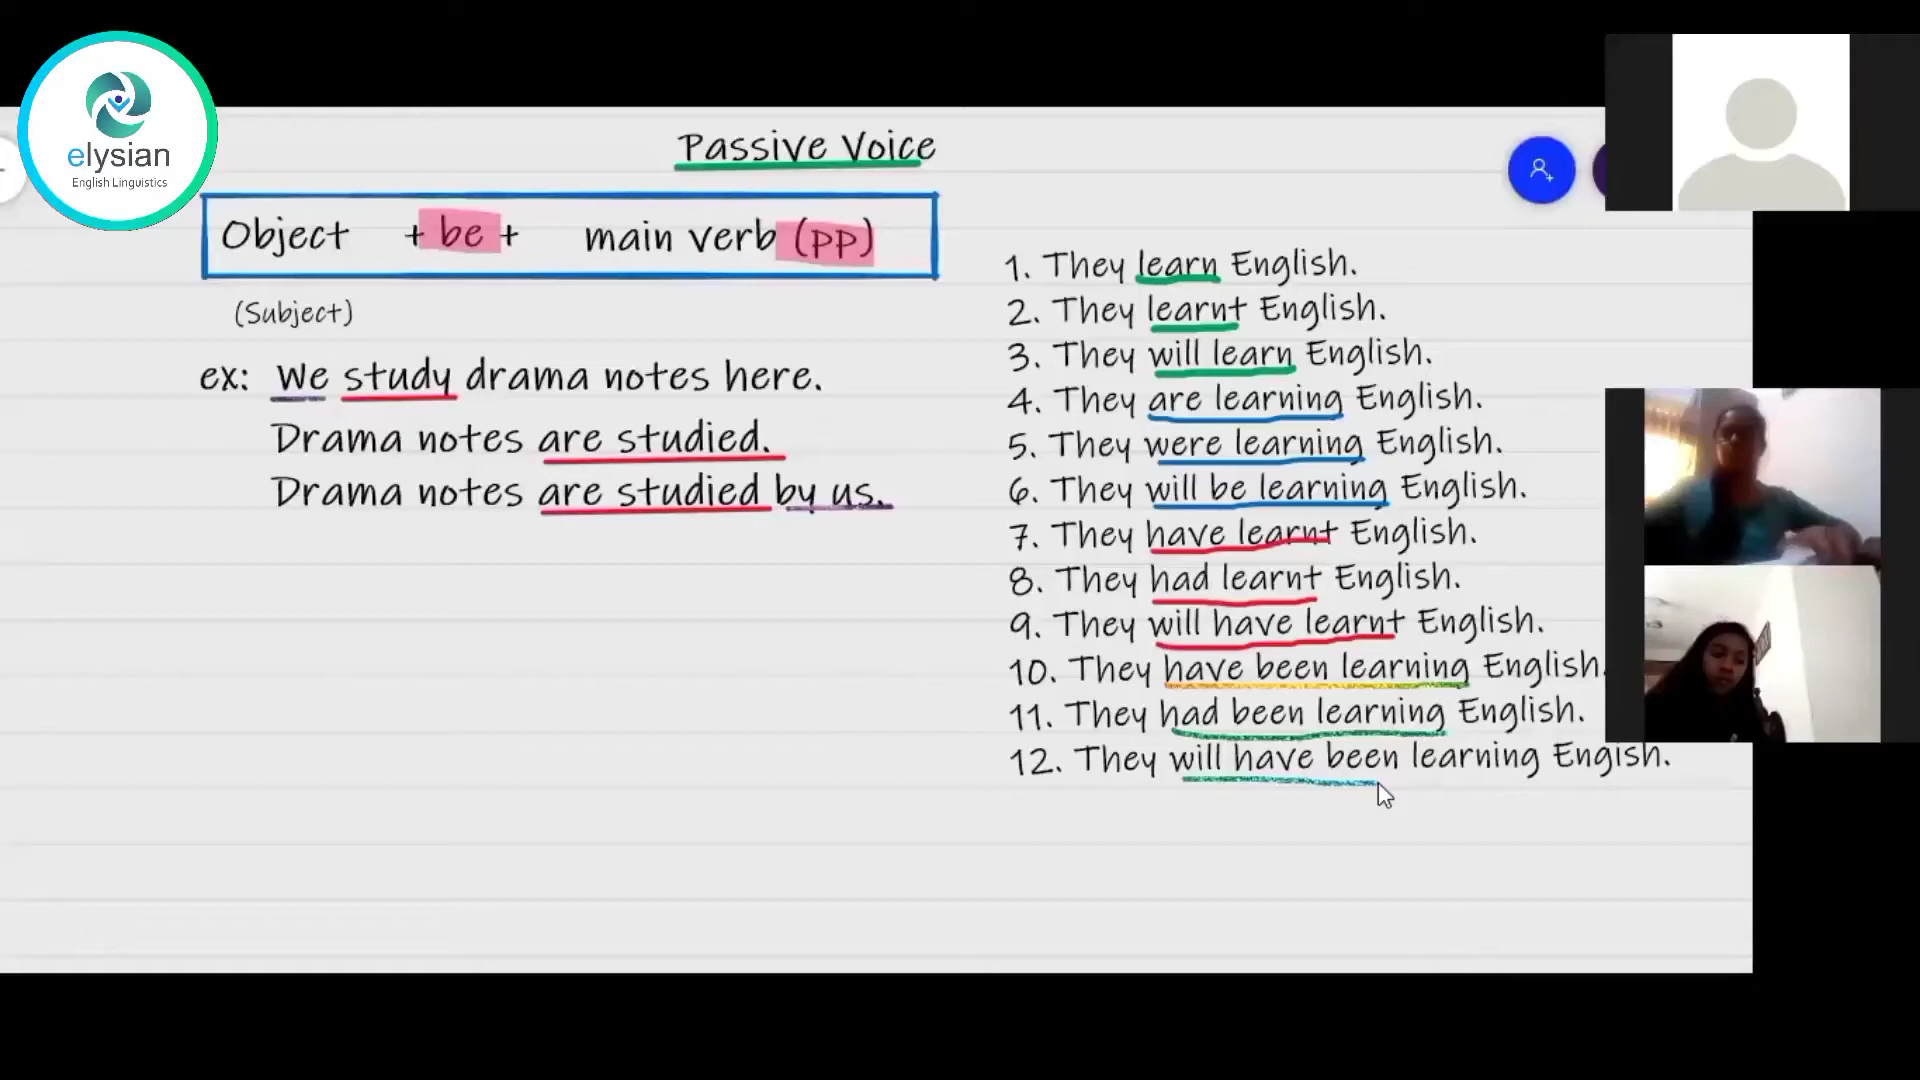 elysian
English Linguistics
Passive Voice
Object + be + main verb (pp)
(Subject)
ex: We study drama notes here.
Drama notes are studied.
Drama notes are studied by us.
1. They learn English.
2. They learnt English.
3. They will learn English.
4. They are learning English.
5. They were learning English.
6. They will be learning English.
7. They have learnt English.
8. They had learnt English.
9. They will have learnt English.
10. They have been learning English.
11. They had been learning English.
12. They will have been learning Engish.